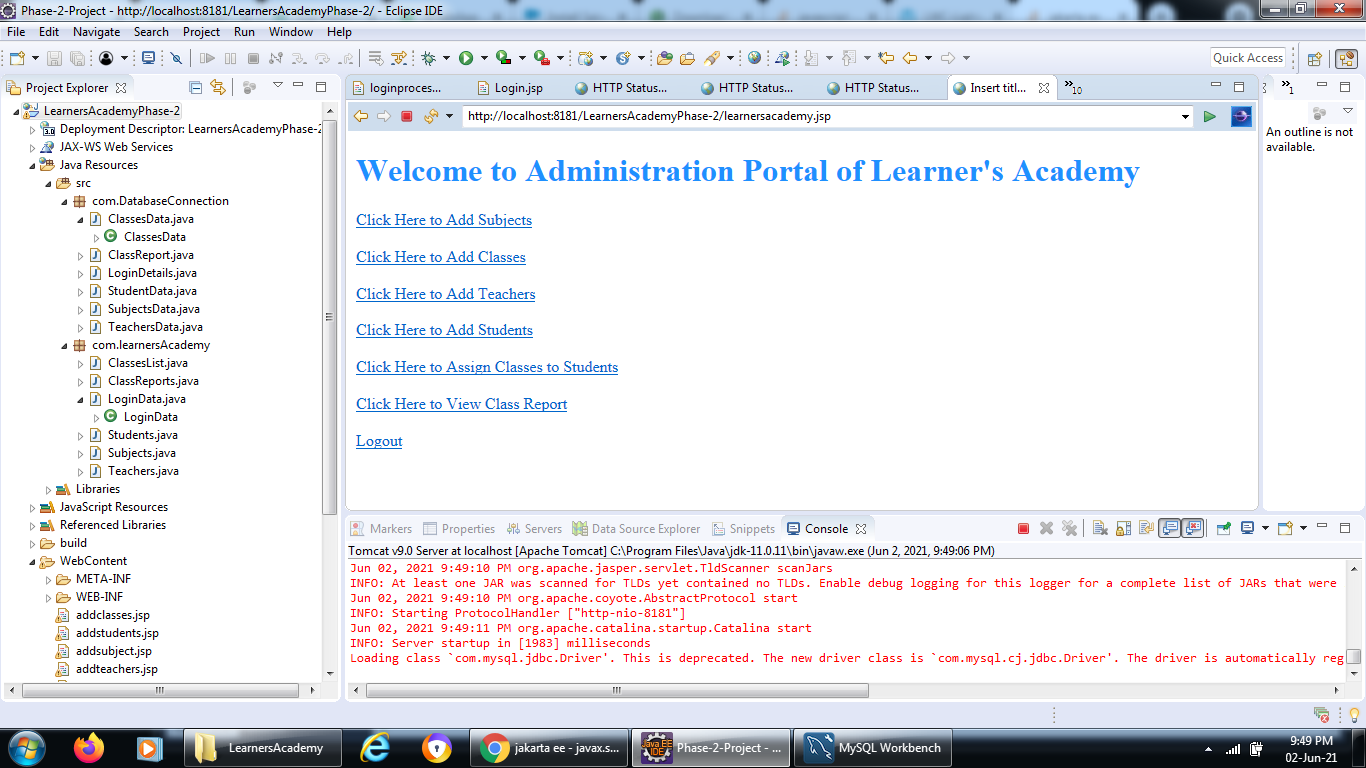 Phase-2-Project - http://localhost:8181/LearnersAcademyPhase-2/ - Eclipse IDE
File Edit Navigate Search Project Run Window Help
Quick Access
Project Explorer
LearnersAcademyPhase-2
Deployment Descriptor: LearnersAcademyPhase-2
JAX-WS Web Services
Java Resources
src
com.DatabaseConnection
ClassesData.java
ClassesData
ClassReport.java
LoginDetails.java
StudentData.java
SubjectsData.java
TeachersData.java
com.learnersAcademy
ClassesList.java
ClassReports.java
LoginData.java
LoginData
Students.java
Subjects.java
Teachers.java
Libraries
JavaScript Resources
Referenced Libraries
build
WebContent
META-INF
WEB-INF
addclasses.jsp
addstudents.jsp
addsubject.jsp
addteachers.jsp
loginproces... Login.jsp HTTP Status... HTTP Status... HTTP Status... Insert titl... »10
http://localhost:8181/LearnersAcademyPhase-2/learnersacademy.jsp
Welcome to Administration Portal of Learner's Academy
Click Here to Add Subjects
Click Here to Add Classes
Click Here to Add Teachers
Click Here to Add Students
Click Here to Assign Classes to Students
Click Here to View Class Report
Logout
»1
An outline is not
available.
Markers Properties Servers Data Source Explorer Snippets Console
Tomcat v9.0 Server at localhost [Apache Tomcat] C:\Program Files\Java\jdk-11.0.11\bin\javaw.exe (Jun 2, 2021, 9:49:06 PM)
Jun 02, 2021 9:49:10 PM org.apache.jasper.servlet.TldScanner scanJars
INFO: At least one JAR was scanned for TLDs yet contained no TLDs. Enable debug logging for this logger for a complete list of JARs that were
Jun 02, 2021 9:49:10 PM org.apache.coyote.AbstractProtocol start
INFO: Starting ProtocolHandler ["http-nio-8181"]
Jun 02, 2021 9:49:11 PM org.apache.catalina.startup.Catalina start
INFO: Server startup in [1983] milliseconds
Loading class `com.mysql.jdbc.Driver'. This is deprecated. The new driver class is `com.mysql.cj.jdbc.Driver'. The driver is automatically reg
LearnersAcademy
jakarta ee - javax.s...
Java EE
IDE
Phase-2-Project - ...
MySQL Workbench
9:49 PM
02-Jun-21